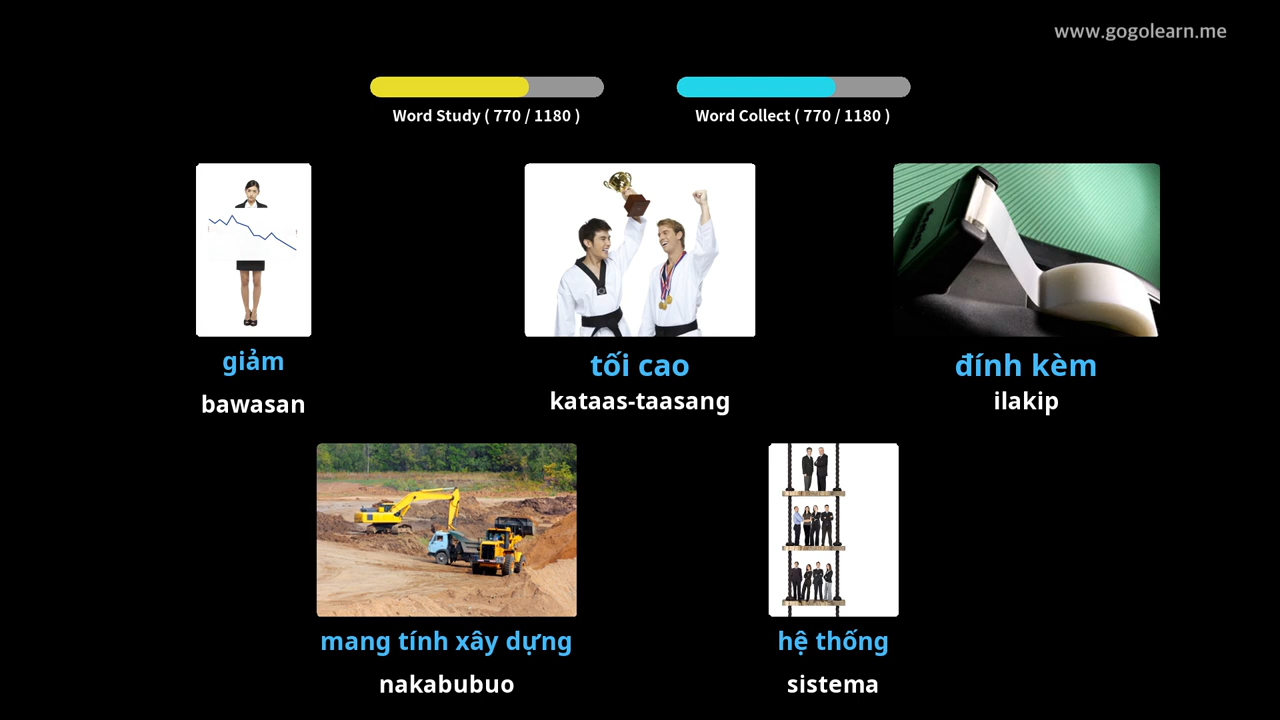 www.gogolearn.me
Word Study ( 770 / 1180 )
Word Collect ( 770 / 1180 )
giảm
bawasan
tối cao
kataas-taasang
đính kèm
ilakip
mang tính xây dựng
nakabubuo
hệ thống
sistema